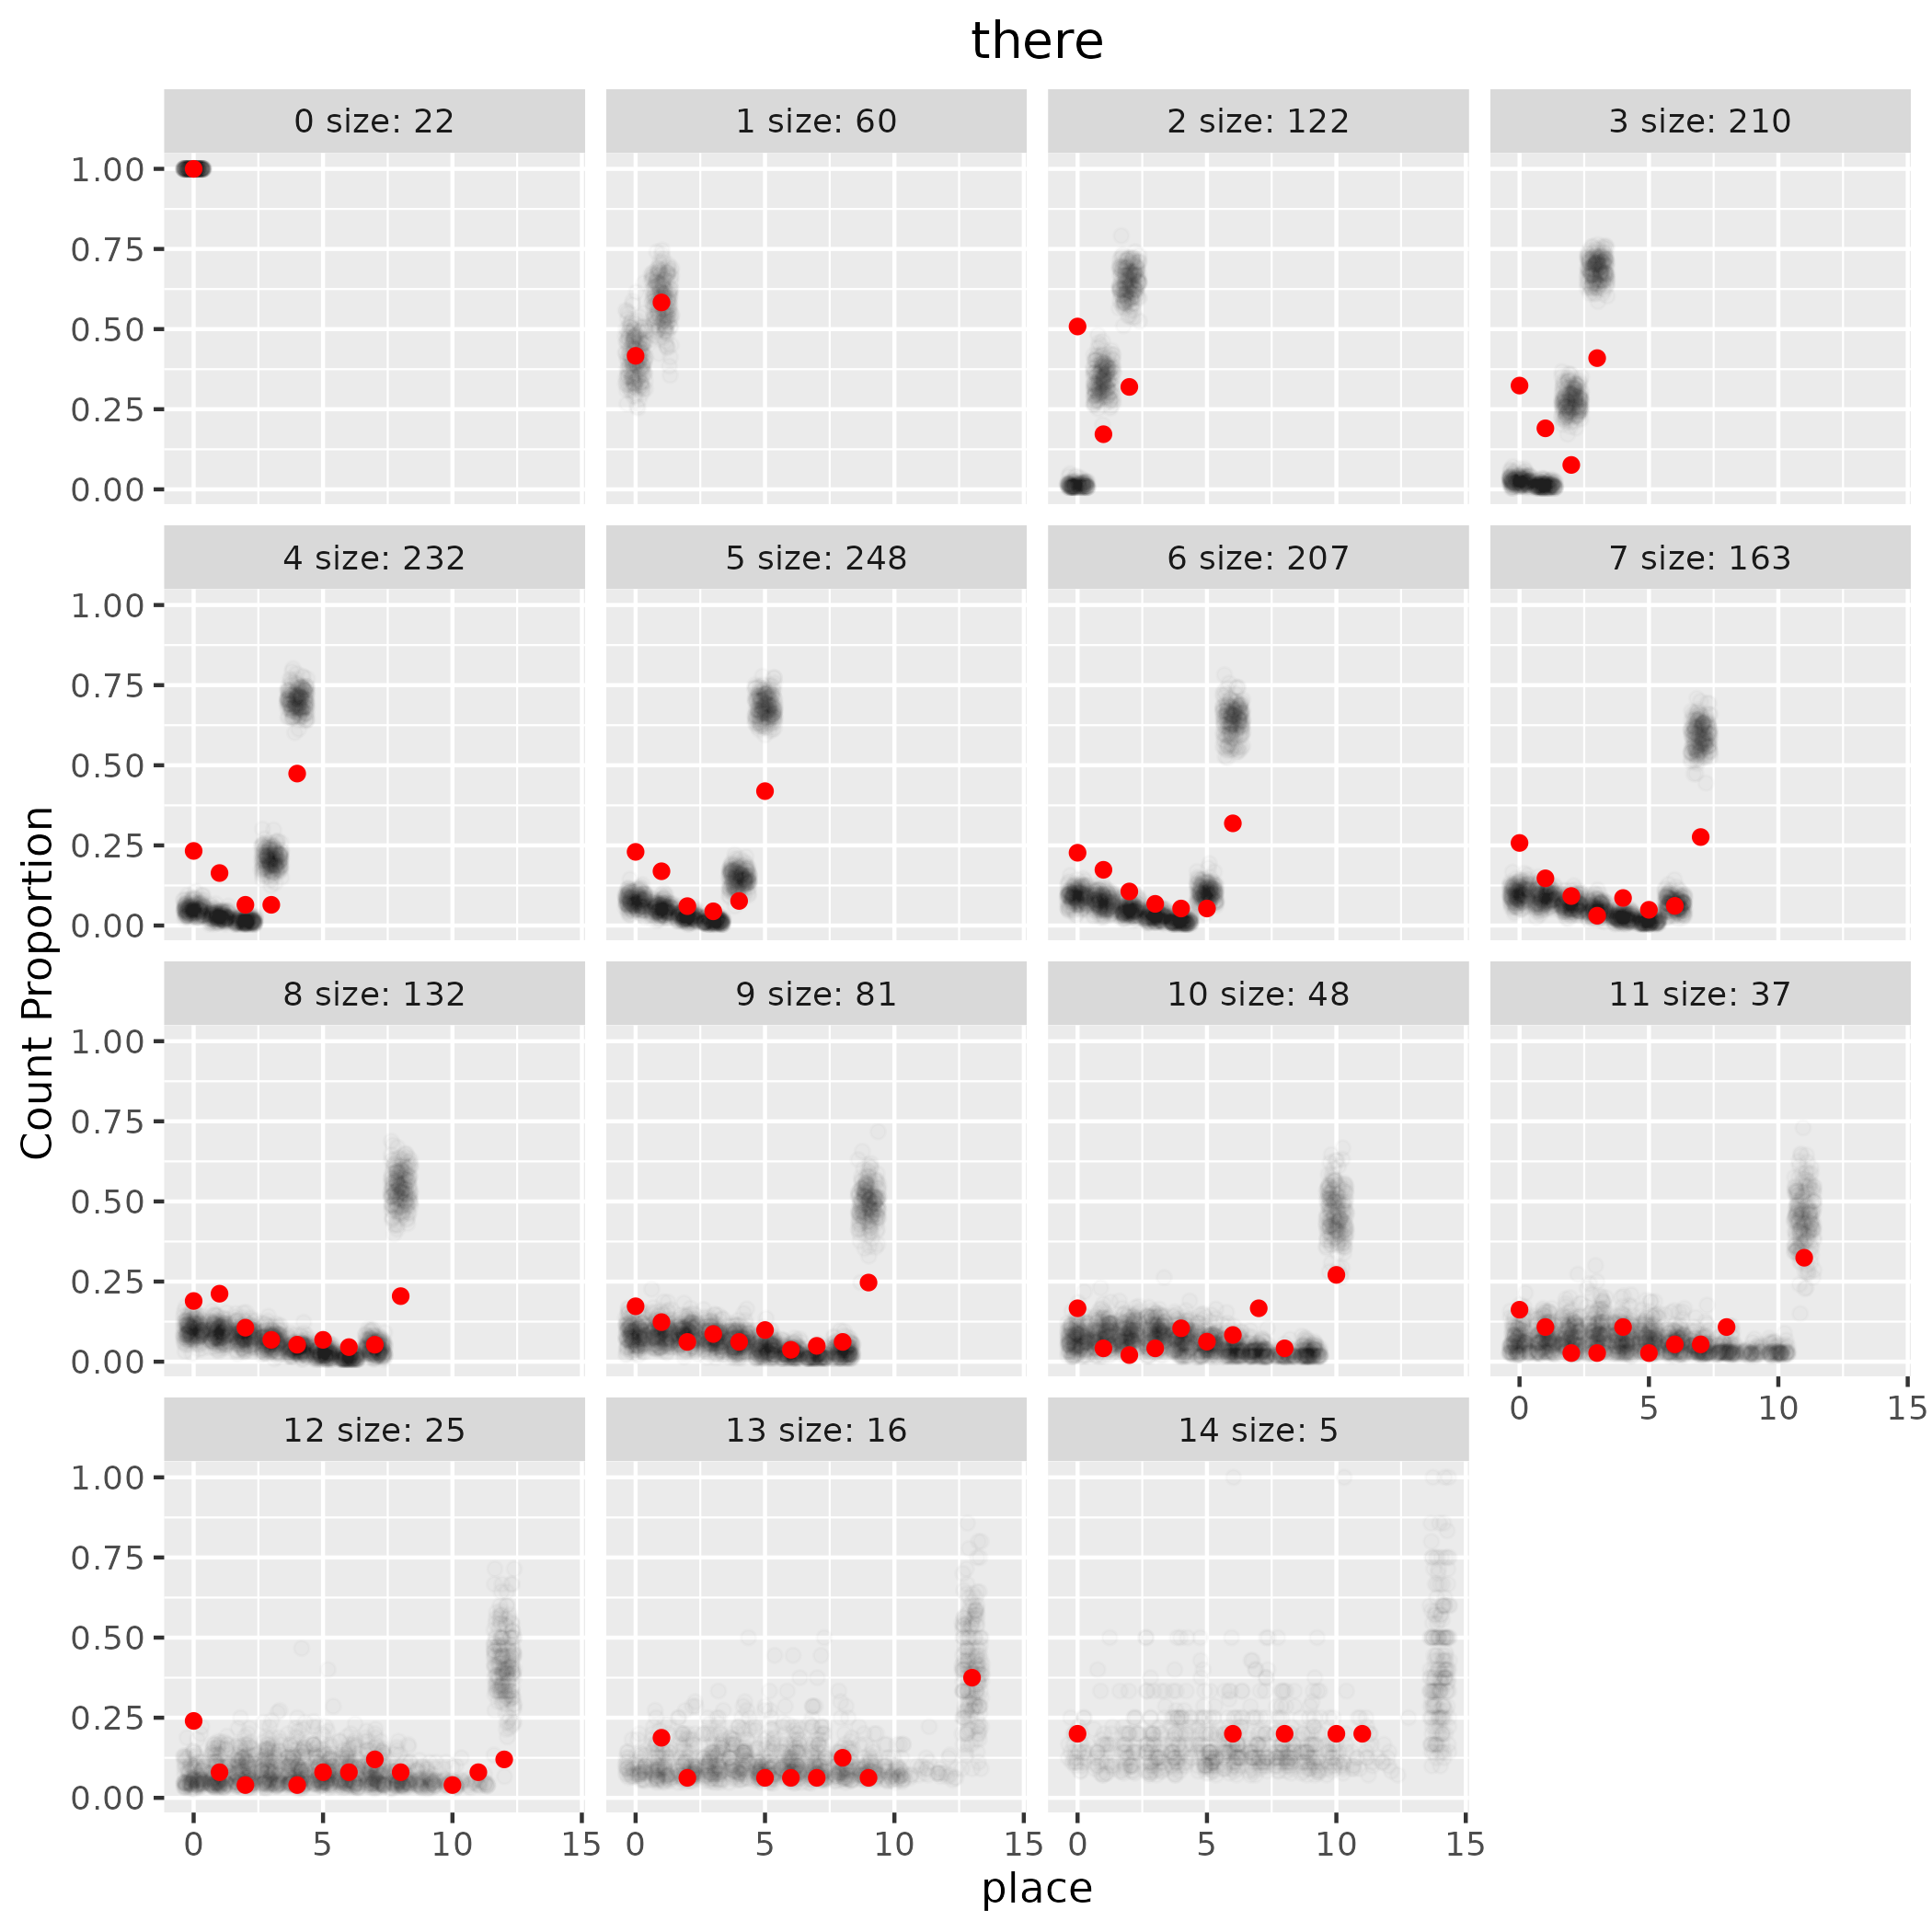 there
0 size: 22
1 size: 60
2 size: 122
3 size: 210
1.00
0.75
0.50
0.25
0.00
4 size: 232
5 size: 248
6 size: 207
7 size: 163
1.00
0.75
0.50
0.25
0.00
Count Proportion
8 size: 132
9 size: 81
10 size: 48
11 size: 37
1.00
0.75
0.50
0.25
0.00
0 5 10 15
12 size: 25
13 size: 16
14 size: 5
1.00
0.75
0.50
0.25
0.00
0 5 10 15
0 5 10 15
0 5 10 15
place